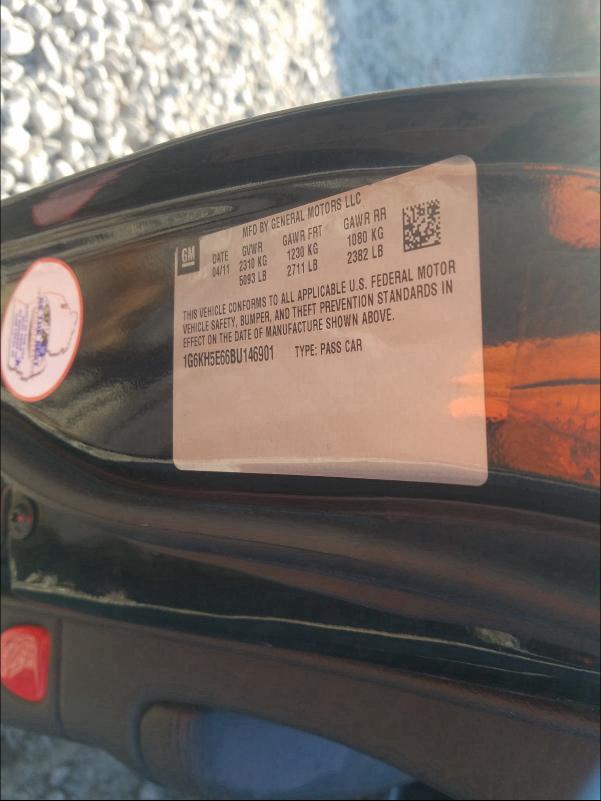 GM
MFD BY GENERAL MOTORS LLC
DATE GVWR GAWR FRT GAWR RR
04/11 2310 KG 1230 KG 1080 KG
5093 LB 2711 LB 2382 LB
THIS VEHICLE CONFORMS TO ALL APPLICABLE U.S. FEDERAL MOTOR
VEHICLE SAFETY, BUMPER, AND THEFT PREVENTION STANDARDS IN
EFFECT ON THE DATE OF MANUFACTURE SHOWN ABOVE.
1G6KH5E66BU146901 TYPE: PASS CAR